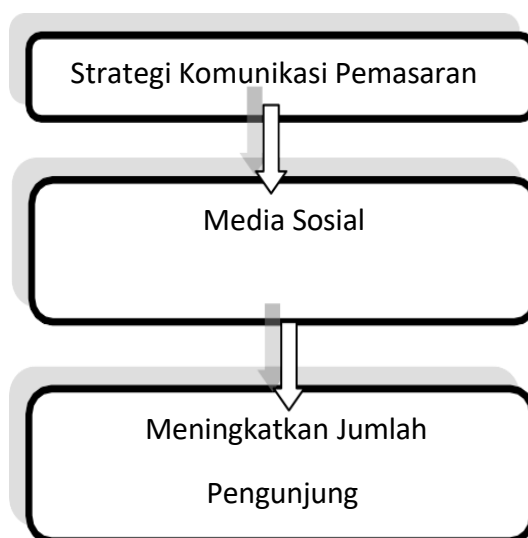 Strategi Komunikasi Pemasaran
Media Sosial
Meningkatkan Jumlah
Pengunjung